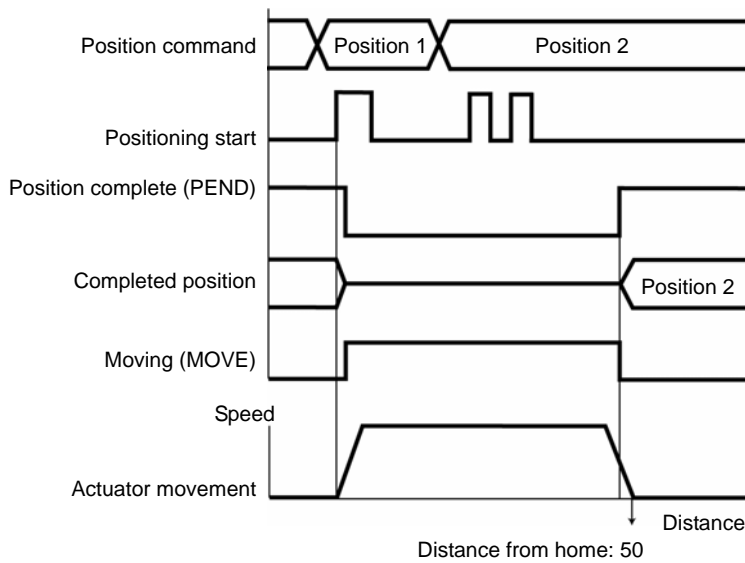 Position command
Position 1
Position 2
Positioning start
Position complete (PEND)
Completed position
Position 2
Moving (MOVE)
Speed
Actuator movement
Distance
Distance from home: 50